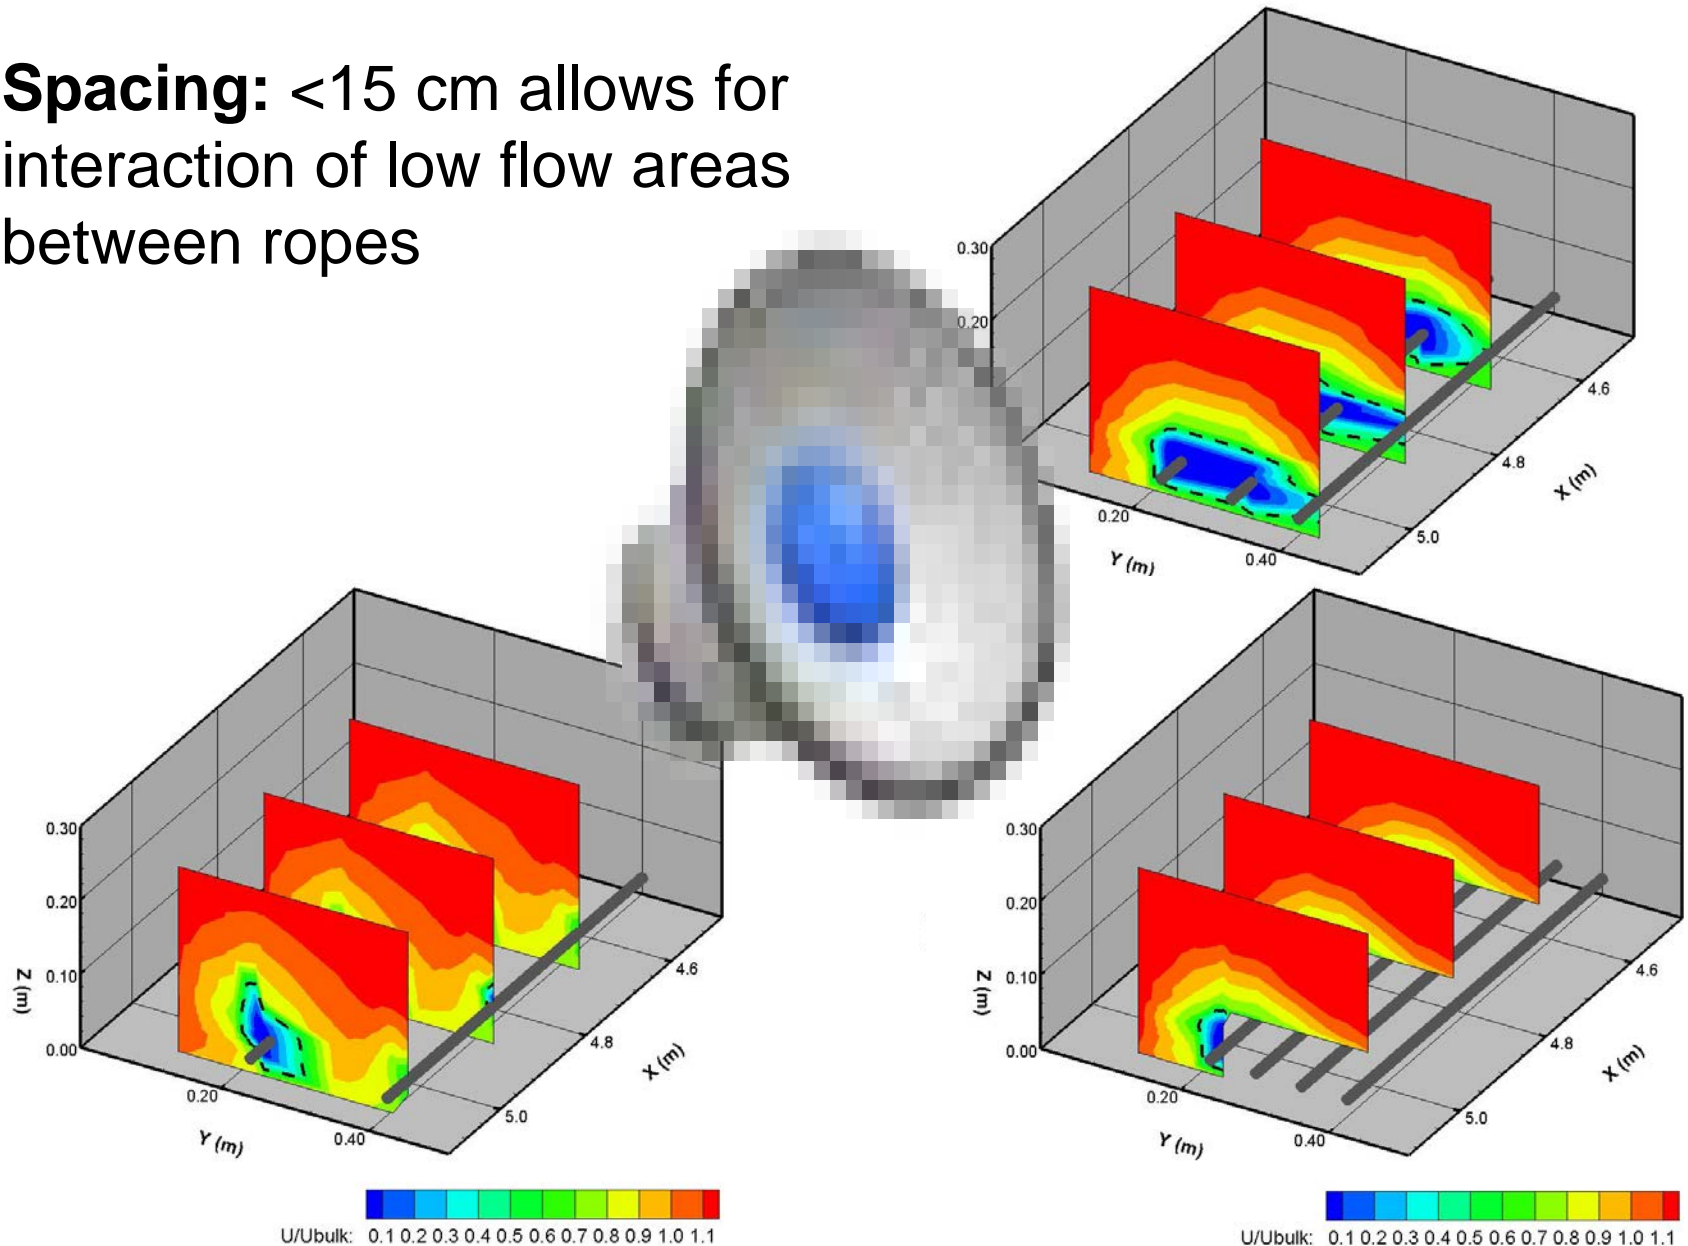 Spacing: <15 cm allows for
interaction of low flow areas
between ropes
0.30
0.20
0.20
0.40
Y (m)
4.6
4.8
5.0
X (m)
0.30
0.20
0.10
0.00
Z (m)
0.20
0.40
Y (m)
4.6
4.8
5.0
X (m)
U/Ubulk: 0.1 0.2 0.3 0.4 0.5 0.6 0.7 0.8 0.9 1.0 1.1
0.30
0.20
0.10
0.00
Z (m)
0.20
0.40
Y (m)
4.6
4.8
5.0
X (m)
U/Ubulk: 0.1 0.2 0.3 0.4 0.5 0.6 0.7 0.8 0.9 1.0 1.1